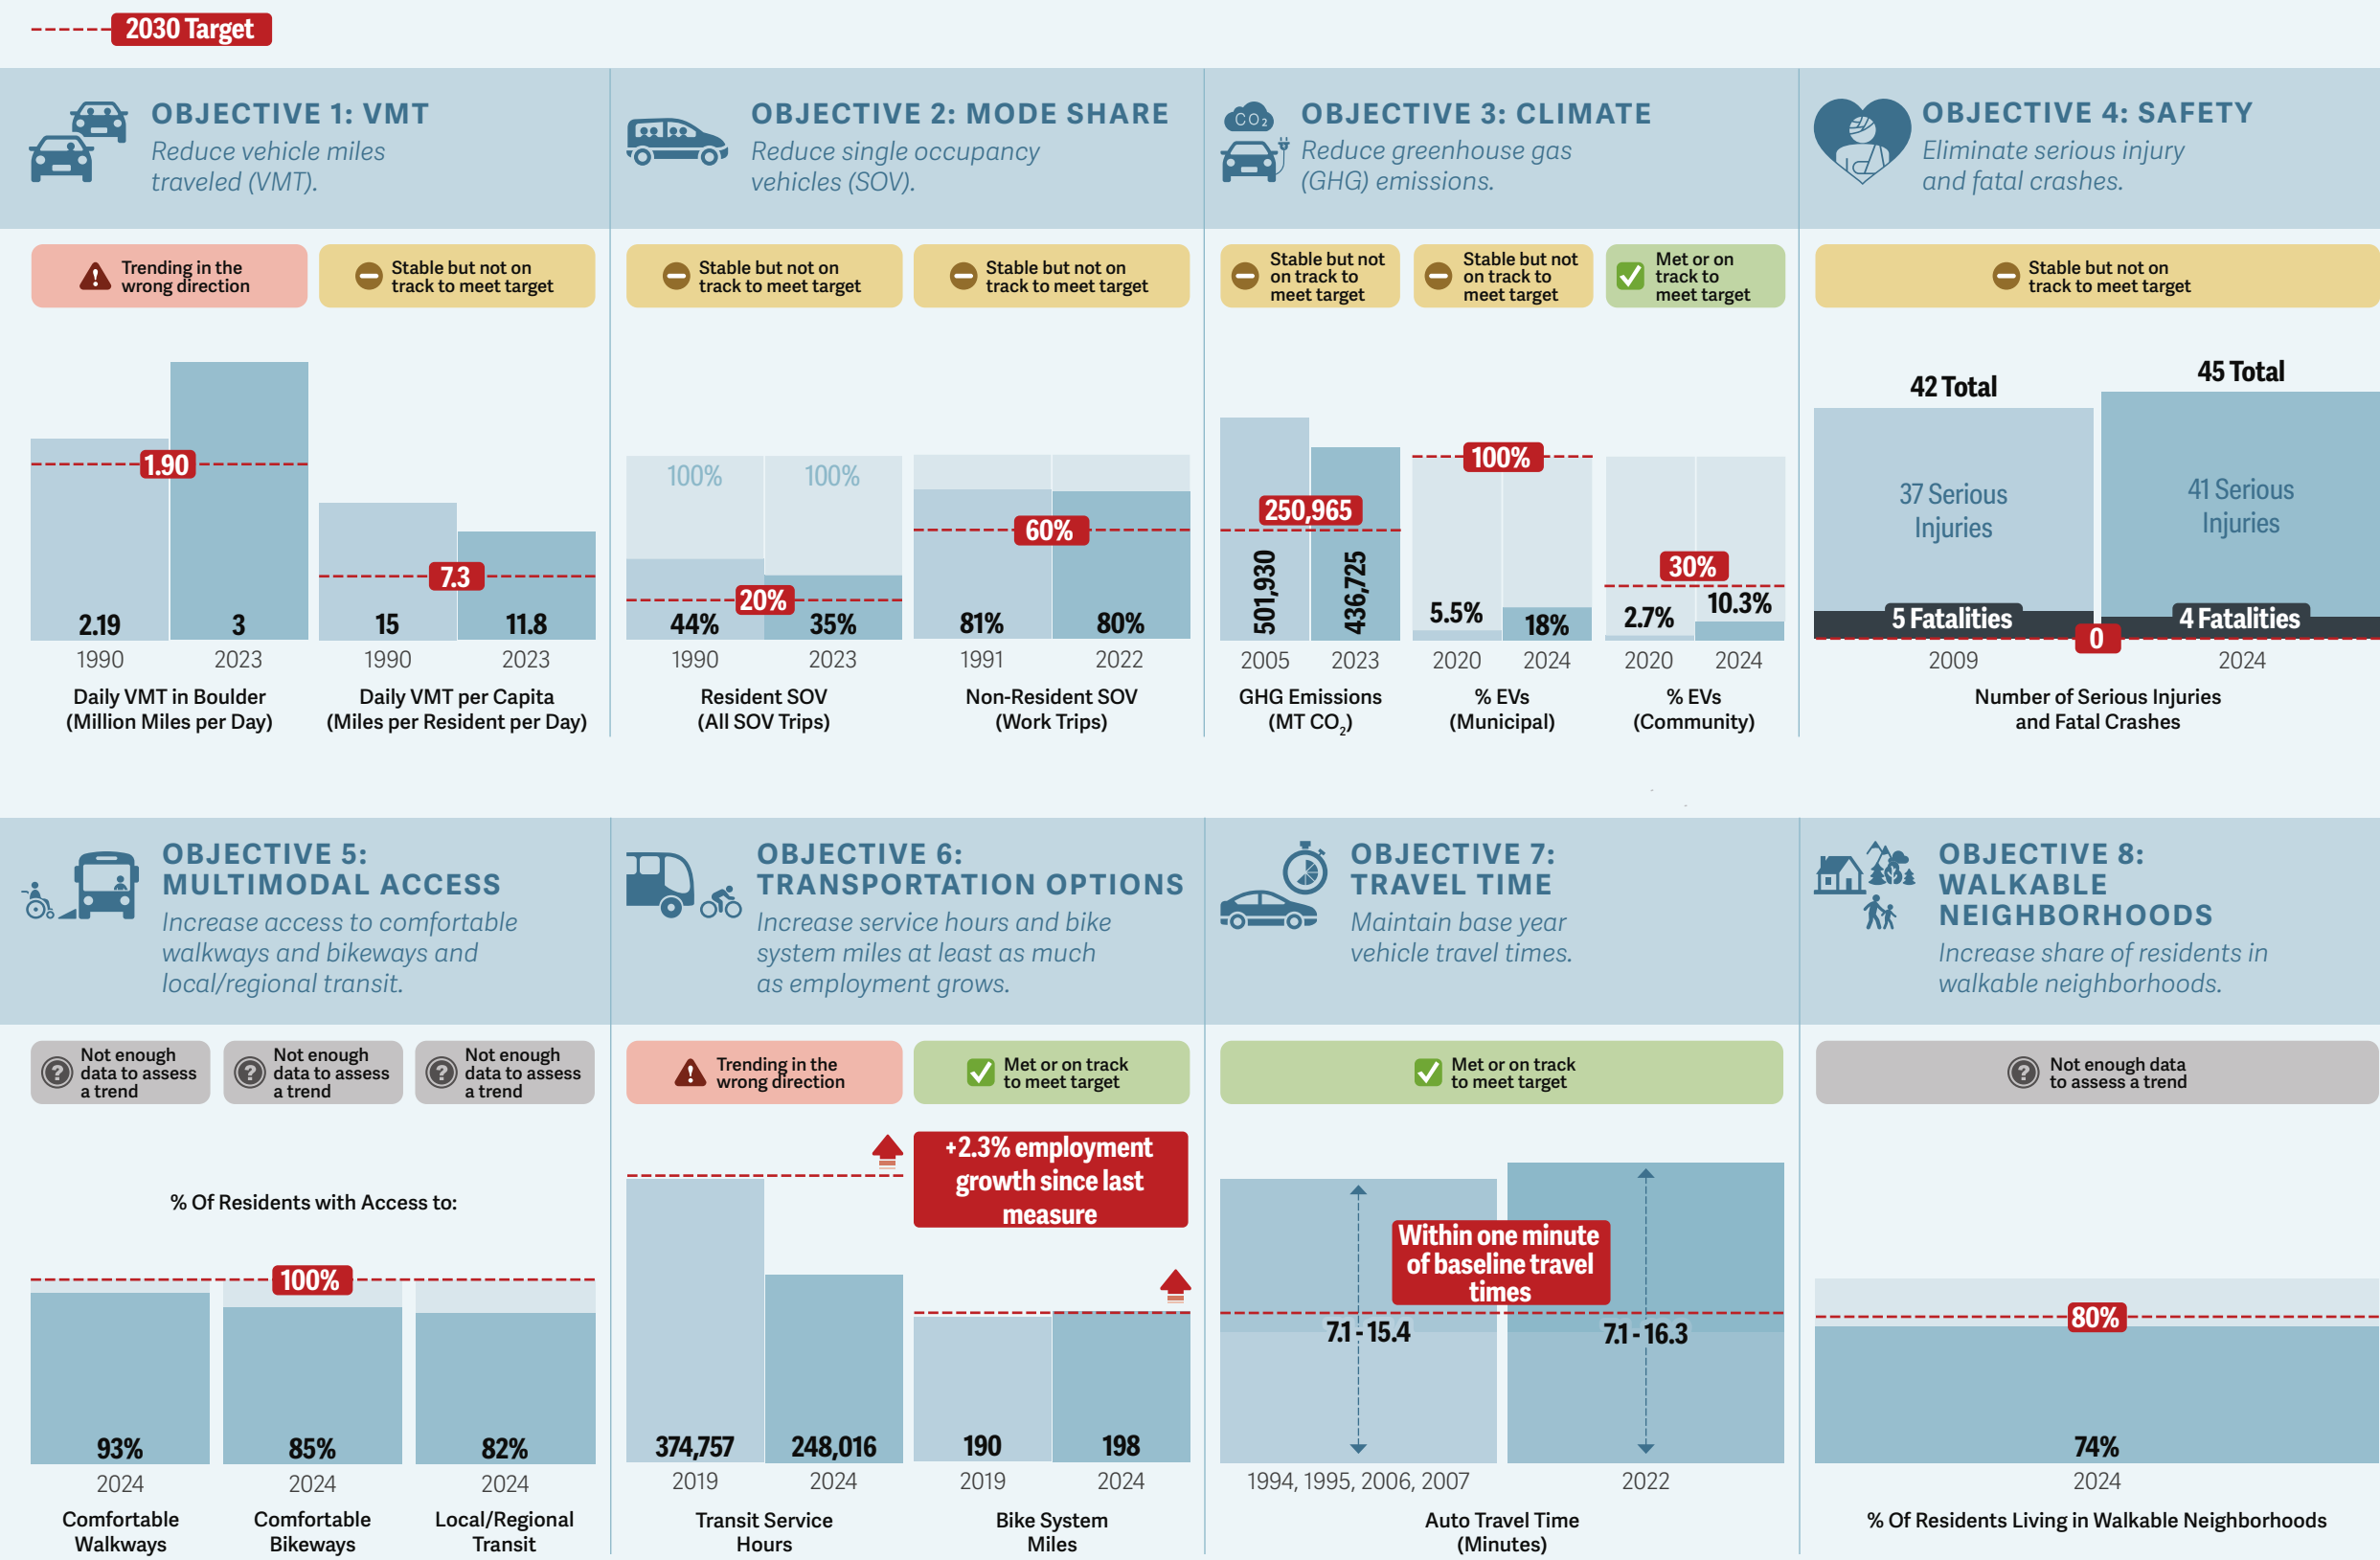 2030 Target
OBJECTIVE 1: VMT
Reduce vehicle miles
traveled (VMT).
Trending in the
wrong direction
Stable but not on
track to meet target
1.90
7.3
2.19
3
15
11.8
1990
2023
1990
2023
Daily VMT in Boulder
(Million Miles per Day)
Daily VMT per Capita
(Miles per Resident per Day)
OBJECTIVE 2: MODE SHARE
Reduce single occupancy
vehicles (SOV).
Stable but not on
track to meet target
Stable but not on
track to meet target
100%
100%
60%
20%
44%
35%
81%
80%
1990
2023
1991
2022
Resident SOV
(All SOV Trips)
Non-Resident SOV
(Work Trips)
CO2
OBJECTIVE 3: CLIMATE
Reduce greenhouse gas
(GHG) emissions.
Stable but not
on track to
meet target
Stable but not
on track to
meet target
Met or on
track to
meet target
100%
250,965
30%
501,930
436,725
5.5%
18%
2.7%
10.3%
2005
2023
2020
2024
2020
2024
GHG Emissions
(MT CO2)
% EVs
(Municipal)
% EVs
(Community)
OBJECTIVE 4: SAFETY
Eliminate serious injury
and fatal crashes.
Stable but not on
track to meet target
42 Total
45 Total
37 Serious
Injuries
41 Serious
Injuries
5 Fatalities
4 Fatalities
0
2009
2024
Number of Serious Injuries
and Fatal Crashes
OBJECTIVE 5:
MULTIMODAL ACCESS
Increase access to comfortable
walkways and bikeways and
local/regional transit.
Not enough
data to assess
a trend
Not enough
data to assess
a trend
Not enough
data to assess
a trend
% Of Residents with Access to:
100%
93%
85%
82%
2024
2024
2024
Comfortable
Walkways
Comfortable
Bikeways
Local/Regional
Transit
OBJECTIVE 6:
TRANSPORTATION OPTIONS
Increase service hours and bike
system miles at least as much
as employment grows.
Trending in the
wrong direction
Met or on track
to meet target
+2.3% employment
growth since last
measure
374,757
248,016
190
198
2019
2024
2019
2024
Transit Service
Hours
Bike System
Miles
OBJECTIVE 7:
TRAVEL TIME
Maintain base year
vehicle travel times.
Met or on track
to meet target
Within one minute
of baseline travel
times
7.1 - 15.4
7.1 - 16.3
1994, 1995, 2006, 2007
2022
Auto Travel Time
(Minutes)
OBJECTIVE 8:
WALKABLE
NEIGHBORHOODS
Increase share of residents in
walkable neighborhoods.
Not enough data
to assess a trend
80%
74%
2024
% Of Residents Living in Walkable Neighborhoods